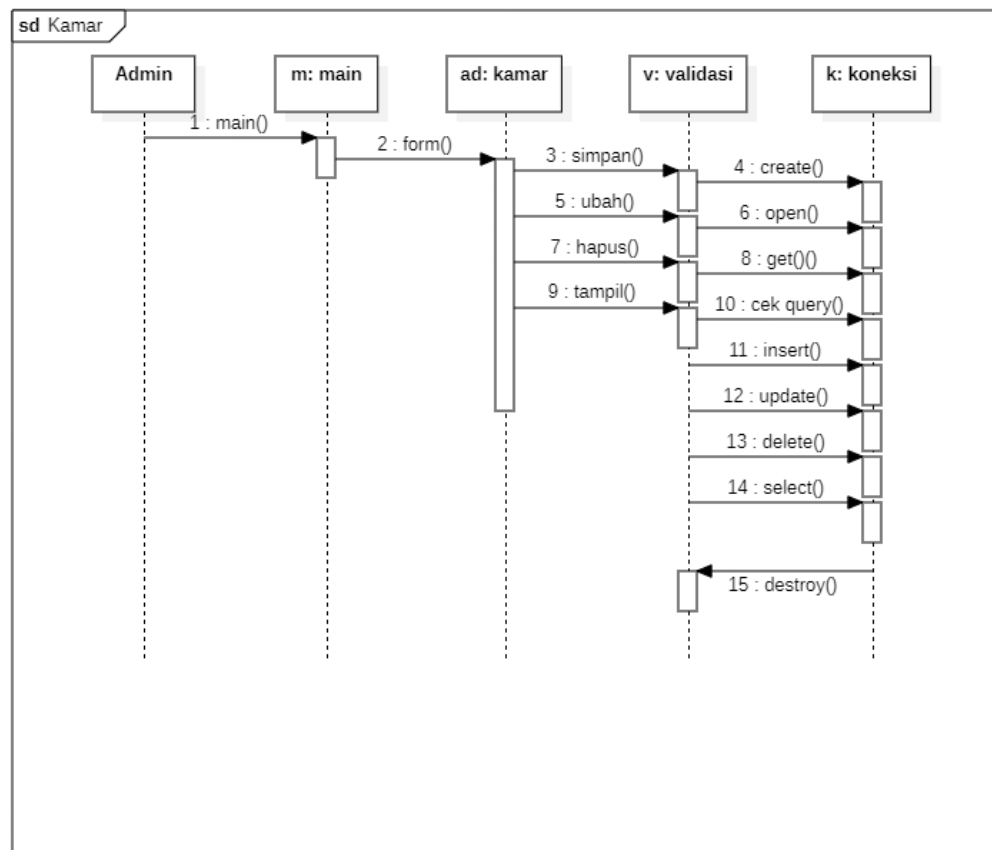 sd Kamar
Admin
m: main
ad: kamar
v: validasi
k: koneksi
1 : main()
2 : form()
3 : simpan()
4 : create()
5 : ubah()
6 : open()
7 : hapus()
8 : get()()
9 : tampil()
10 : cek query()
11 : insert()
12 : update()
13 : delete()
14 : select()
15 : destroy()